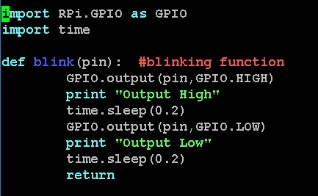 import RPi.GPIO as GPIO
import time

def blink(pin):  #blinking function
        GPIO.output(pin,GPIO.HIGH)
        print "Output High"
        time.sleep(0.2)
        GPIO.output(pin,GPIO.LOW)
        print "Output Low"
        time.sleep(0.2)
        return